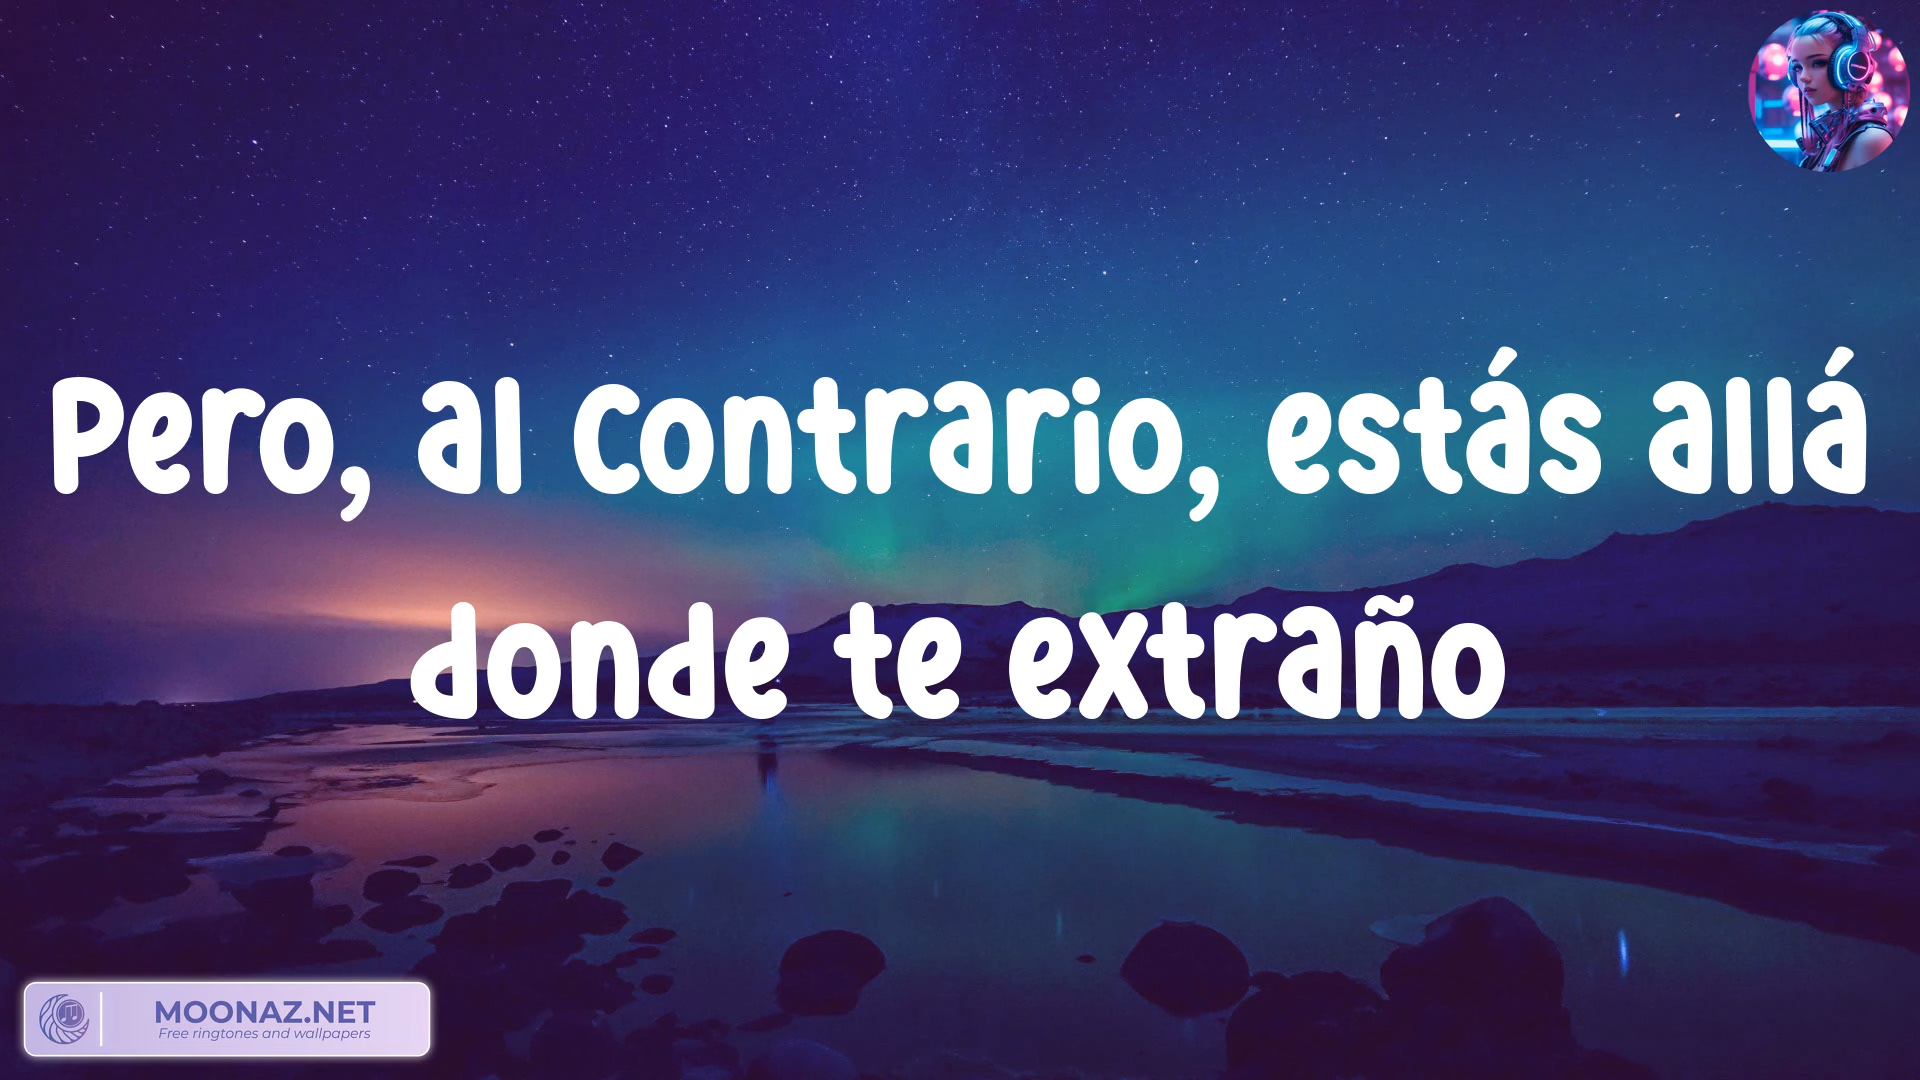 Pero, al contrario, estás allá
donde te extraño
MOONAZ.NET
Free ringtones and wallpapers